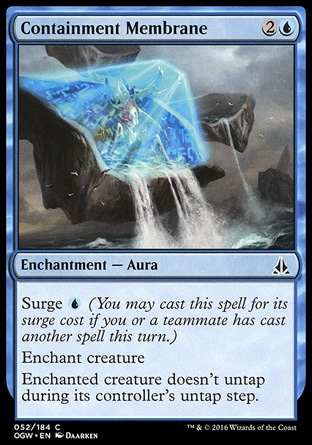 Containment Membrane 2
Enchantment — Aura
Surge (You may cast this spell for its
surge cost if you or a teammate has cast
another spell this turn.)
Enchant creature
Enchanted creature doesn't untap
during its controller's untap step.
052/184 C
OGW • EN Daarken
™ & © 2016 Wizards of the Coast